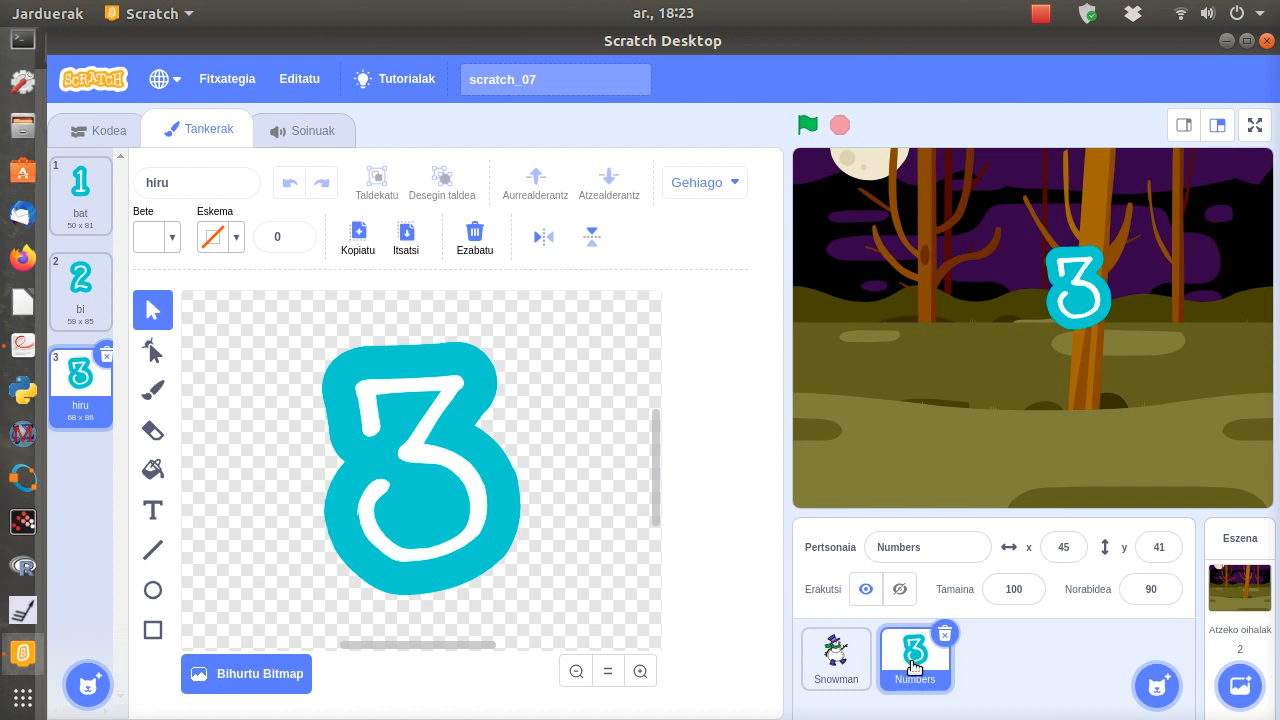 Jarduerak
Scratch
ar., 18:23
Scratch Desktop
SCRATCH
Fitxategia
Editatu
Tutorialak
scratch_07
Kodea
Tankerak
Soinuak
1
bat
50 x 81
2
bi
59 x 85
3
hiru
68 x 86
hiru
Taldekatu
Desegin taldea
Aurrealderantz
Atzealderantz
Gehiago
Bete
Eskema
0
Kopiatu
Itsatsi
Ezabatu
3
T
Bihurtu Bitmap
3
Pertsonaia
Numbers
x
45
y
41
Erakutsi
Tamaina
100
Norabidea
90
Snowman
Numbers
Eszena
Atzeko oihalak
2